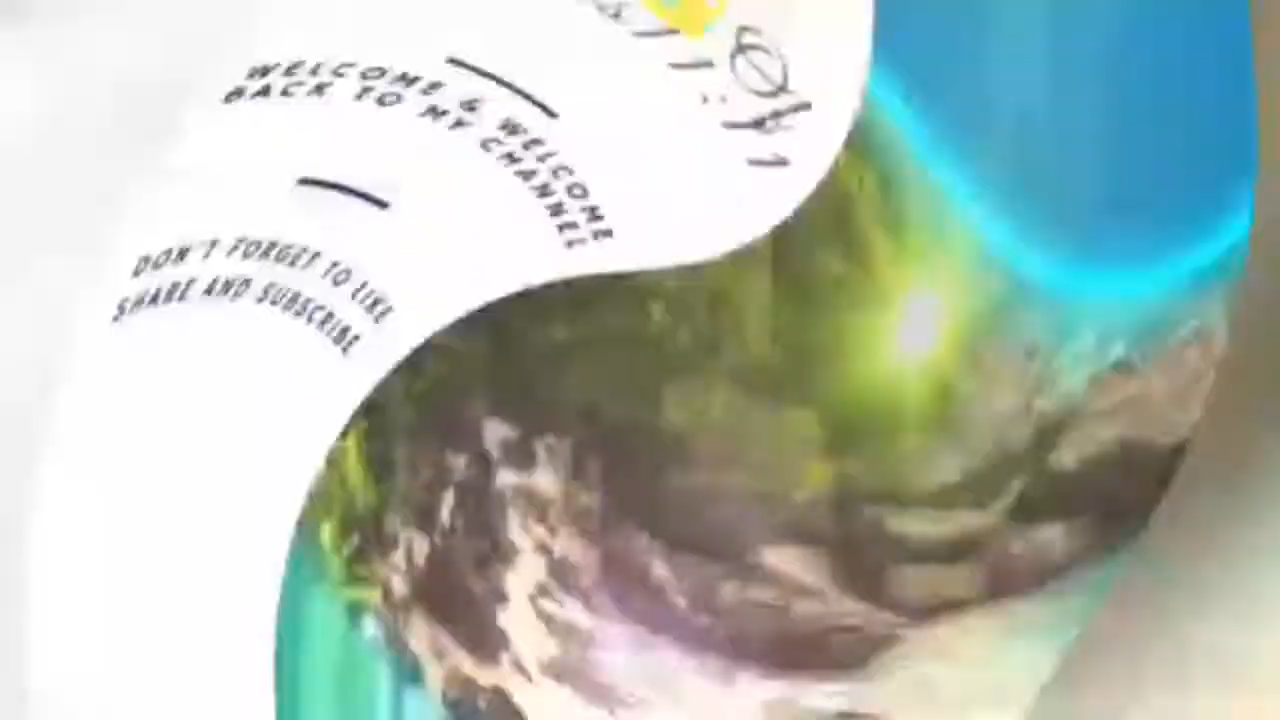 WELCOME & WELCOME
BACK TO MY CHANNEL
DON'T FORGET TO LIKE
SHARE AND SUBSCRIBE